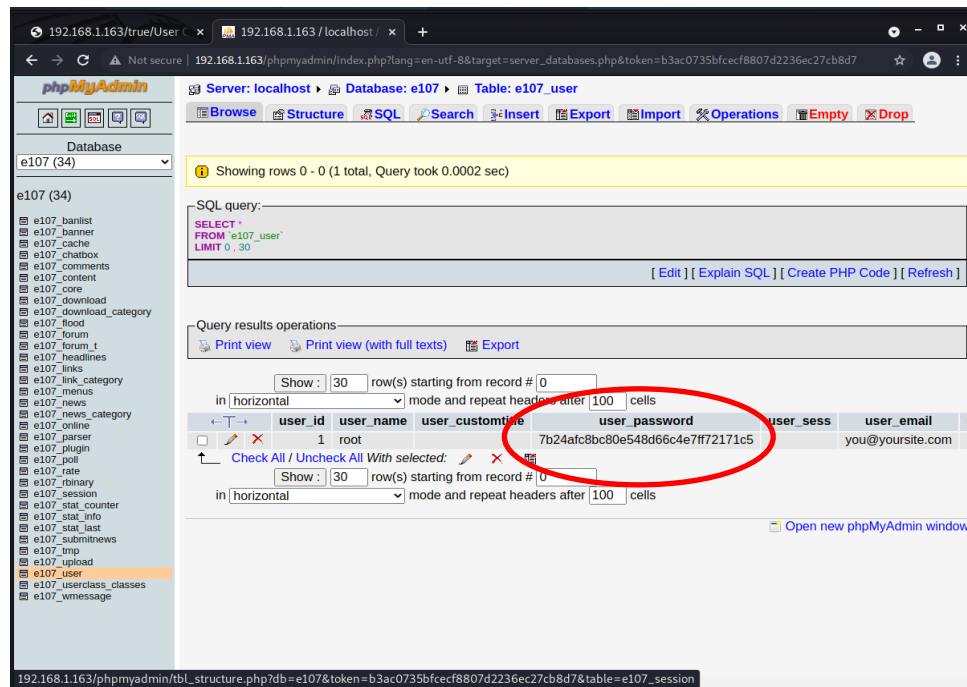 192.168.1.163/true/User C × 192.168.1.163 / localhost / × +
Not secure | 192.168.1.163/phpmyadmin/index.php?lang=en-utf-8&target=server_databases.php&token=b3ac0735bfcecf8807d2236ec27cb8d7
phpMyAdmin
Database
e107 (34)
e107 (34)
e107_banlist
e107_banner
e107_cache
e107_chatbox
e107_comments
e107_content
e107_core
e107_download
e107_download_category
e107_flood
e107_forum
e107_forum_t
e107_headlines
e107_links
e107_link_category
e107_menus
e107_news
e107_news_category
e107_online
e107_parser
e107_plugin
e107_poll
e107_rate
e107_rbinary
e107_session
e107_stat_counter
e107_stat_info
e107_stat_last
e107_submitnews
e107_tmp
e107_upload
e107_user
e107_userclass_classes
e107_wmessage
Server: localhost Database: e107 Table: e107_user
Browse Structure SQL Search Insert Export Import Operations Empty Drop
Showing rows 0 - 0 (1 total, Query took 0.0002 sec)
SQL query:
SELECT *
FROM `e107_user`
LIMIT 0 , 30
[ Edit ] [ Explain SQL ] [ Create PHP Code ] [ Refresh ]
Query results operations
Print view Print view (with full texts) Export
Show : 30 row(s) starting from record # 0
in horizontal mode and repeat headers after 100 cells
←T→ user_id user_name user_customtitle user_password user_sess user_email
1 root 7b24afc8bc80e548d66c4e7ff72171c5 you@yoursite.com
Check All / Uncheck All With selected:
Show : 30 row(s) starting from record # 0
in horizontal mode and repeat headers after 100 cells
Open new phpMyAdmin window
192.168.1.163/phpmyadmin/tbl_structure.php?db=e107&token=b3ac0735bfcecf8807d2236ec27cb8d7&table=e107_session